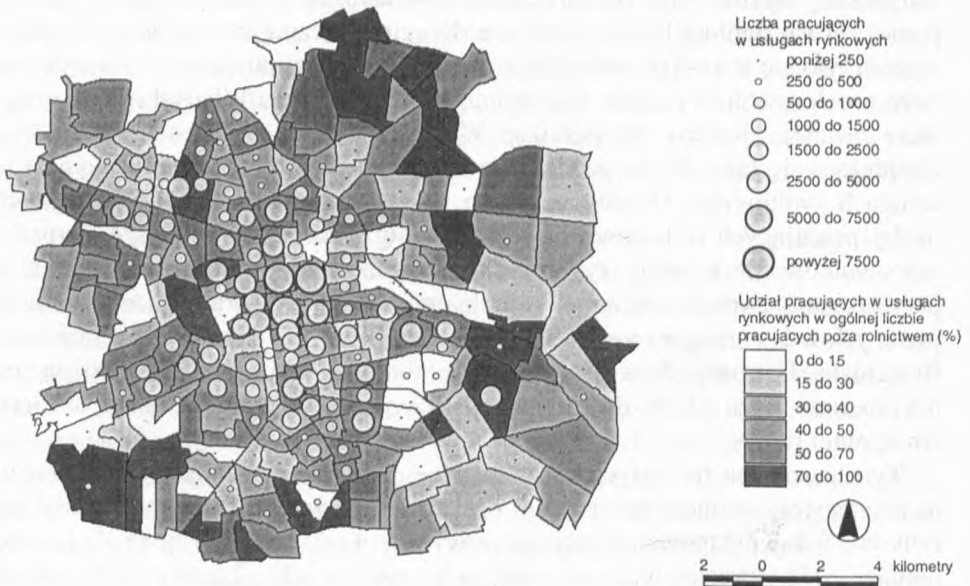 Liczba pracujących
w usługach rynkowych
poniżej 250
250 do 500
500 do 1000
1000 do 1500
1500 do 2500
2500 do 5000
5000 do 7500
powyżej 7500
Udział pracujących w usługach
rynkowych w ogólnej liczbie
pracujących poza rolnictwem (%)
0 do 15
15 do 30
30 do 40
40 do 50
50 do 70
70 do 100
2 0 2 4 kilometry